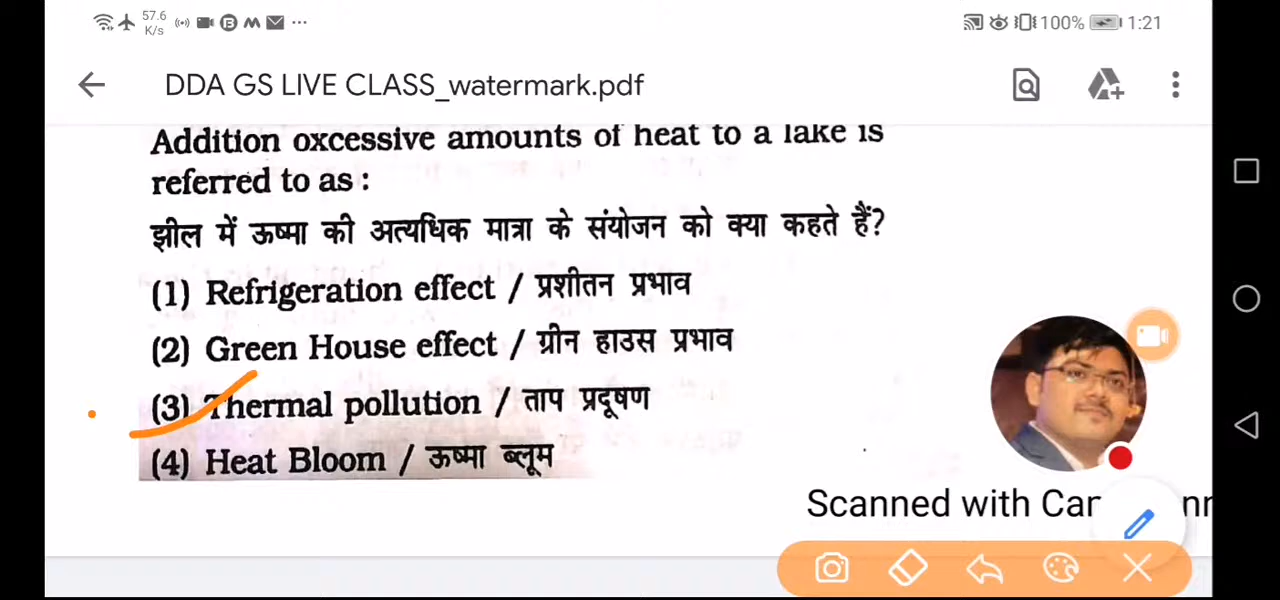 57.6
K/s
100% 1:21
DDA GS LIVE CLASS_watermark.pdf
Addition oxcessive amounts of heat to a lake is
referred to as :
झील में ऊष्मा की अत्यधिक मात्रा के संयोजन को क्या कहते हैं?
(1) Refrigeration effect / प्रशीतन प्रभाव
(2) Green House effect / ग्रीन हाउस प्रभाव
(3) Thermal pollution / ताप प्रदूषण
(4) Heat Bloom / ऊष्मा ब्लूम
Scanned with